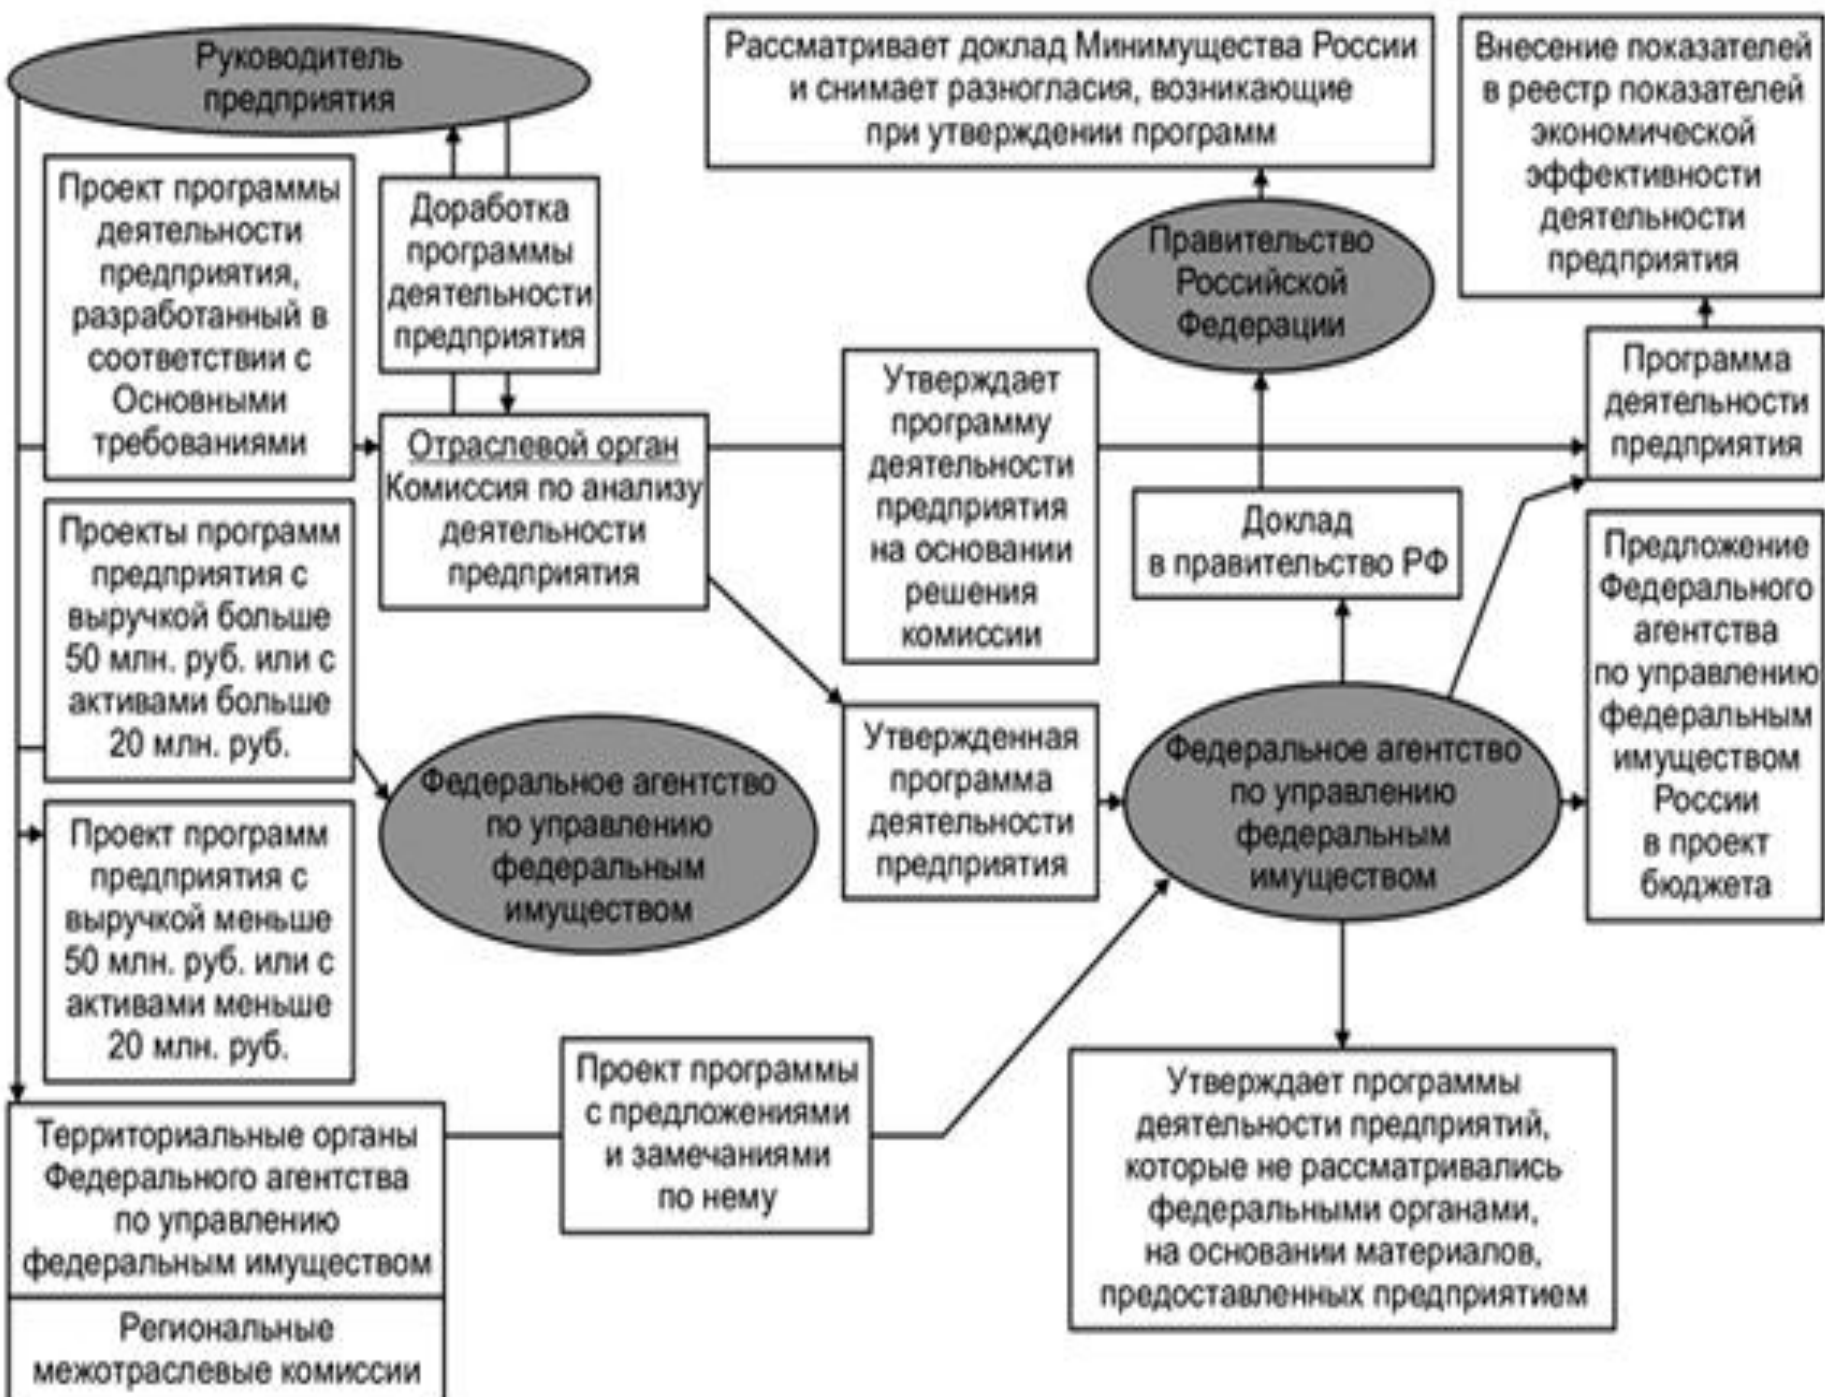 Руководитель
предприятия
Проект программы
деятельности
предприятия,
разработанный в
соответствии с
Основными
требованиями
Доработка
программы
деятельности
предприятия
Отраслевой орган
Комиссия по анализу
деятельности
предприятия
Проекты программ
предприятия с
выручкой больше
50 млн. руб. или с
активами больше
20 млн. руб.
Федеральное агентство
по управлению
федеральным
имуществом
Проект программ
предприятия с
выручкой меньше
50 млн. руб. или с
активами меньше
20 млн. руб.
Территориальные органы
Федерального агентства
по управлению
федеральным имуществом
Региональные
межотраслевые комиссии
Проект программы
с предложениями
и замечаниями
по нему
Рассматривает доклад Минимущества России
и снимает разногласия, возникающие
при утверждении программ
Правительство
Российской
Федерации
Утверждает
программу
деятельности
предприятия
на основании
решения
комиссии
Доклад
в правительство РФ
Утвержденная
программа
деятельности
предприятия
Федеральное агентство
по управлению
федеральным
имуществом
Утверждает программы
деятельности предприятий,
которые не рассматривались
федеральными органами,
на основании материалов,
предоставленных предприятием
Внесение показателей
в реестр показателей
экономической
эффективности
деятельности
предприятия
Программа
деятельности
предприятия
Предложение
Федерального
агентства
по управлению
федеральным
имуществом
России
в проект
бюджета